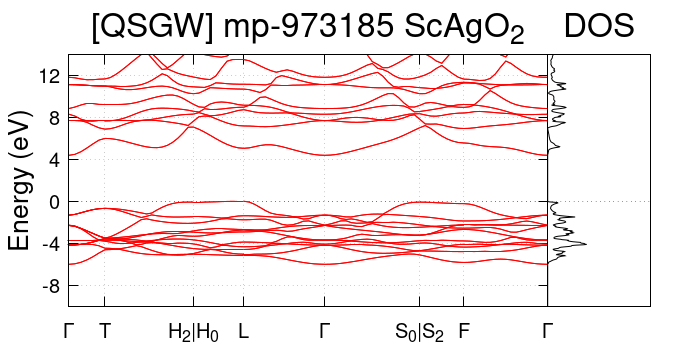 [QSGW] mp-973185 ScAgO₂ DOS
Energy (eV)
12
8
4
0
-4
-8
Γ T H₂|H₀ L Γ S₀|S₂ F Γ